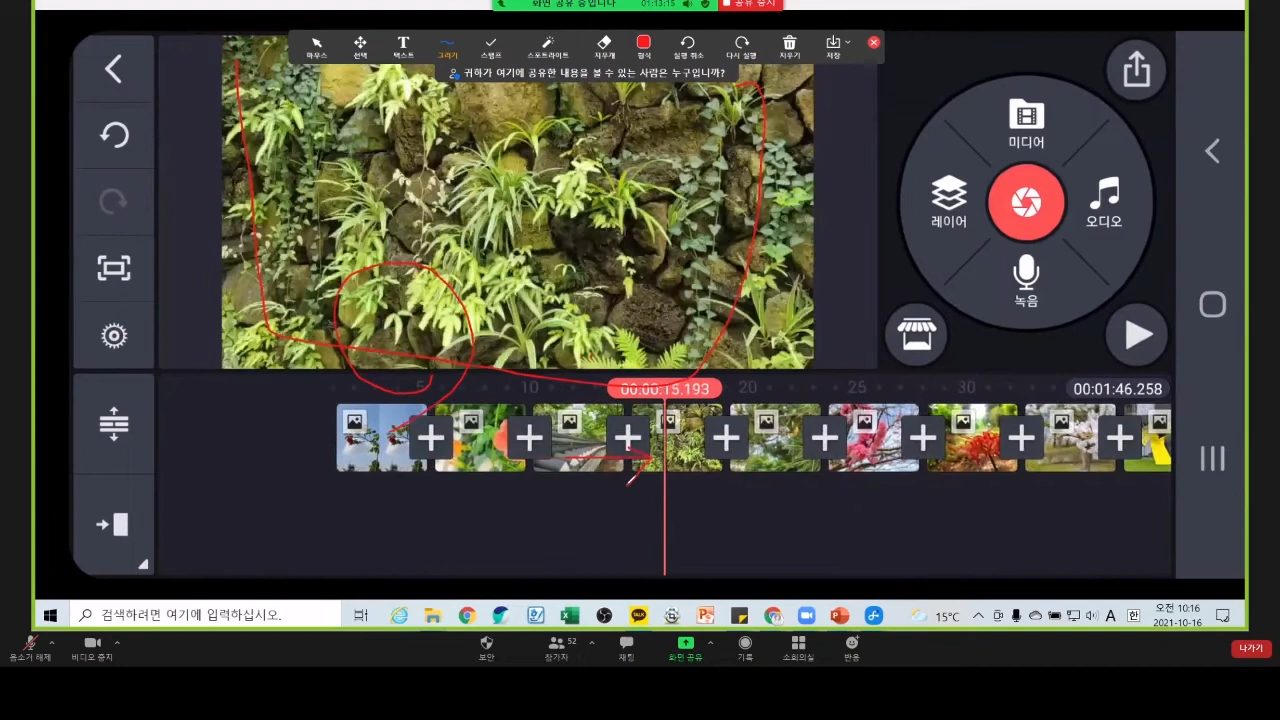 화면 공유 중입니다 01:13:15 공유 중지
마우스 선택 텍스트 그리기 스탬프 스포트라이트 지우개 형식 실행 취소 다시 실행 지우기 저장
귀하가 여기에 공유한 내용을 볼 수 있는 사람은 누구입니까?
미디어
레이어
오디오
녹음
5 10 00:00:15.193 20 25 30 00:01:46.258
검색하려면 여기에 입력하십시오.
TALK
15°C
A
한
오전 10:16
2021-10-16
음소거 해제 비디오 중지 보안 참가자 52 채팅 화면 공유 기록 소회의실 반응 나가기